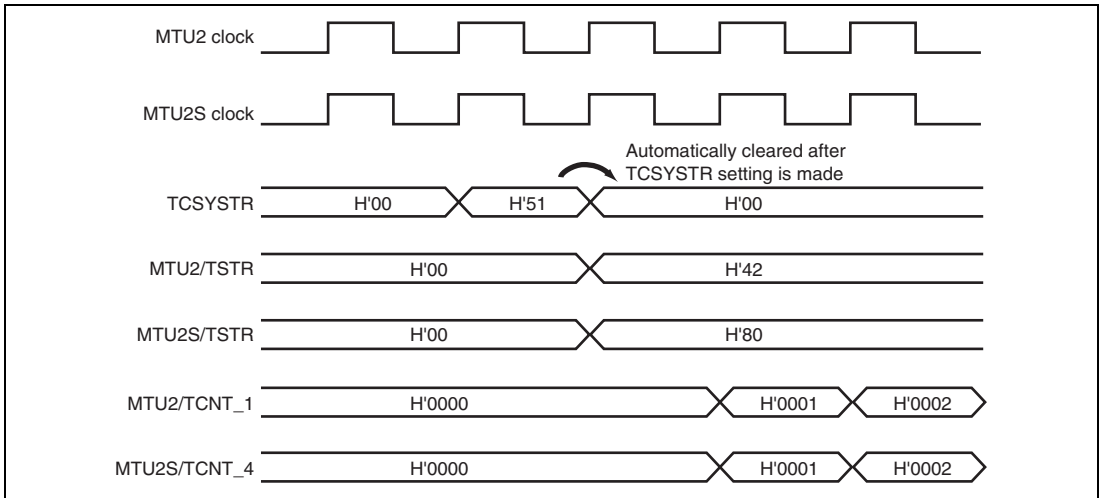 MTU2 clock
MTU2S clock
Automatically cleared after
TCSYSTR setting is made
TCSYSTR H'00 H'51 H'00
MTU2/TSTR H'00 H'42
MTU2S/TSTR H'00 H'80
MTU2/TCNT_1 H'0000 H'0001 H'0002
MTU2S/TCNT_4 H'0000 H'0001 H'0002